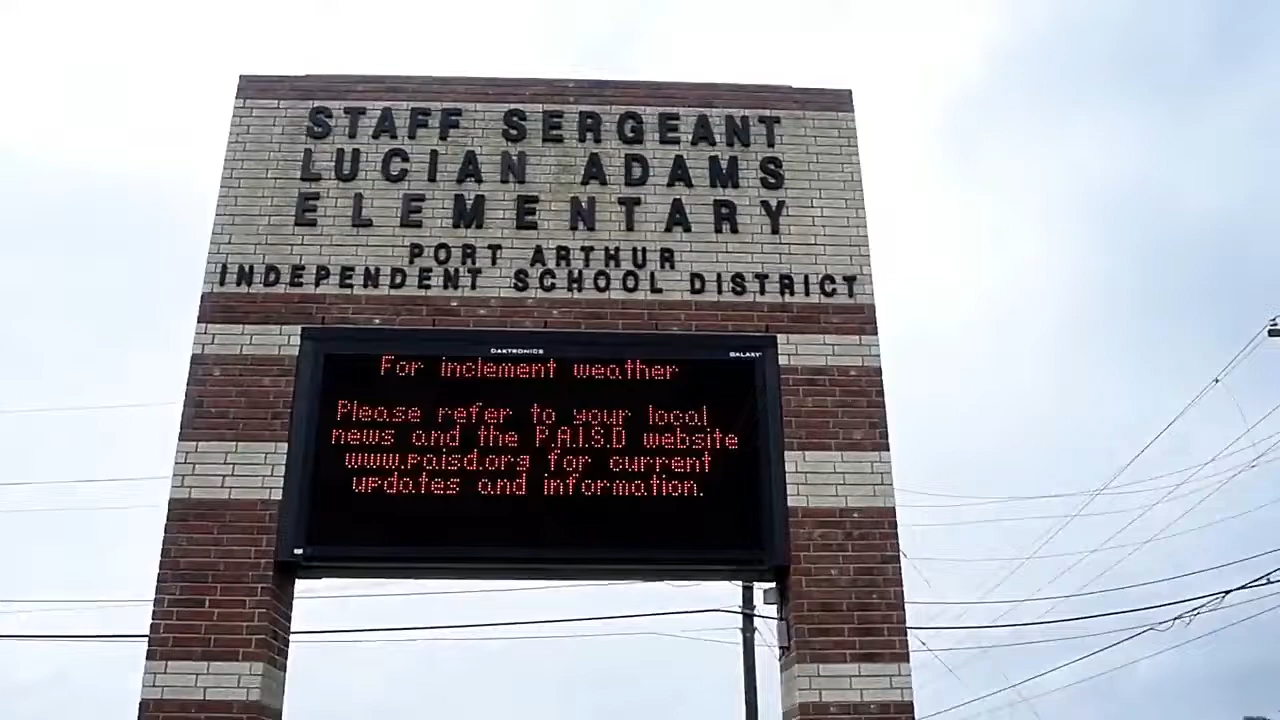 STAFF SERGEANT
LUCIAN ADAMS
ELEMENTARY
PORT ARTHUR
INDEPENDENT SCHOOL DISTRICT
DAKTRONICS GALAXY
For inclement weather
Please refer to your local
news and the P.A.I.S.D website
www.paisd.org for current
updates and information.